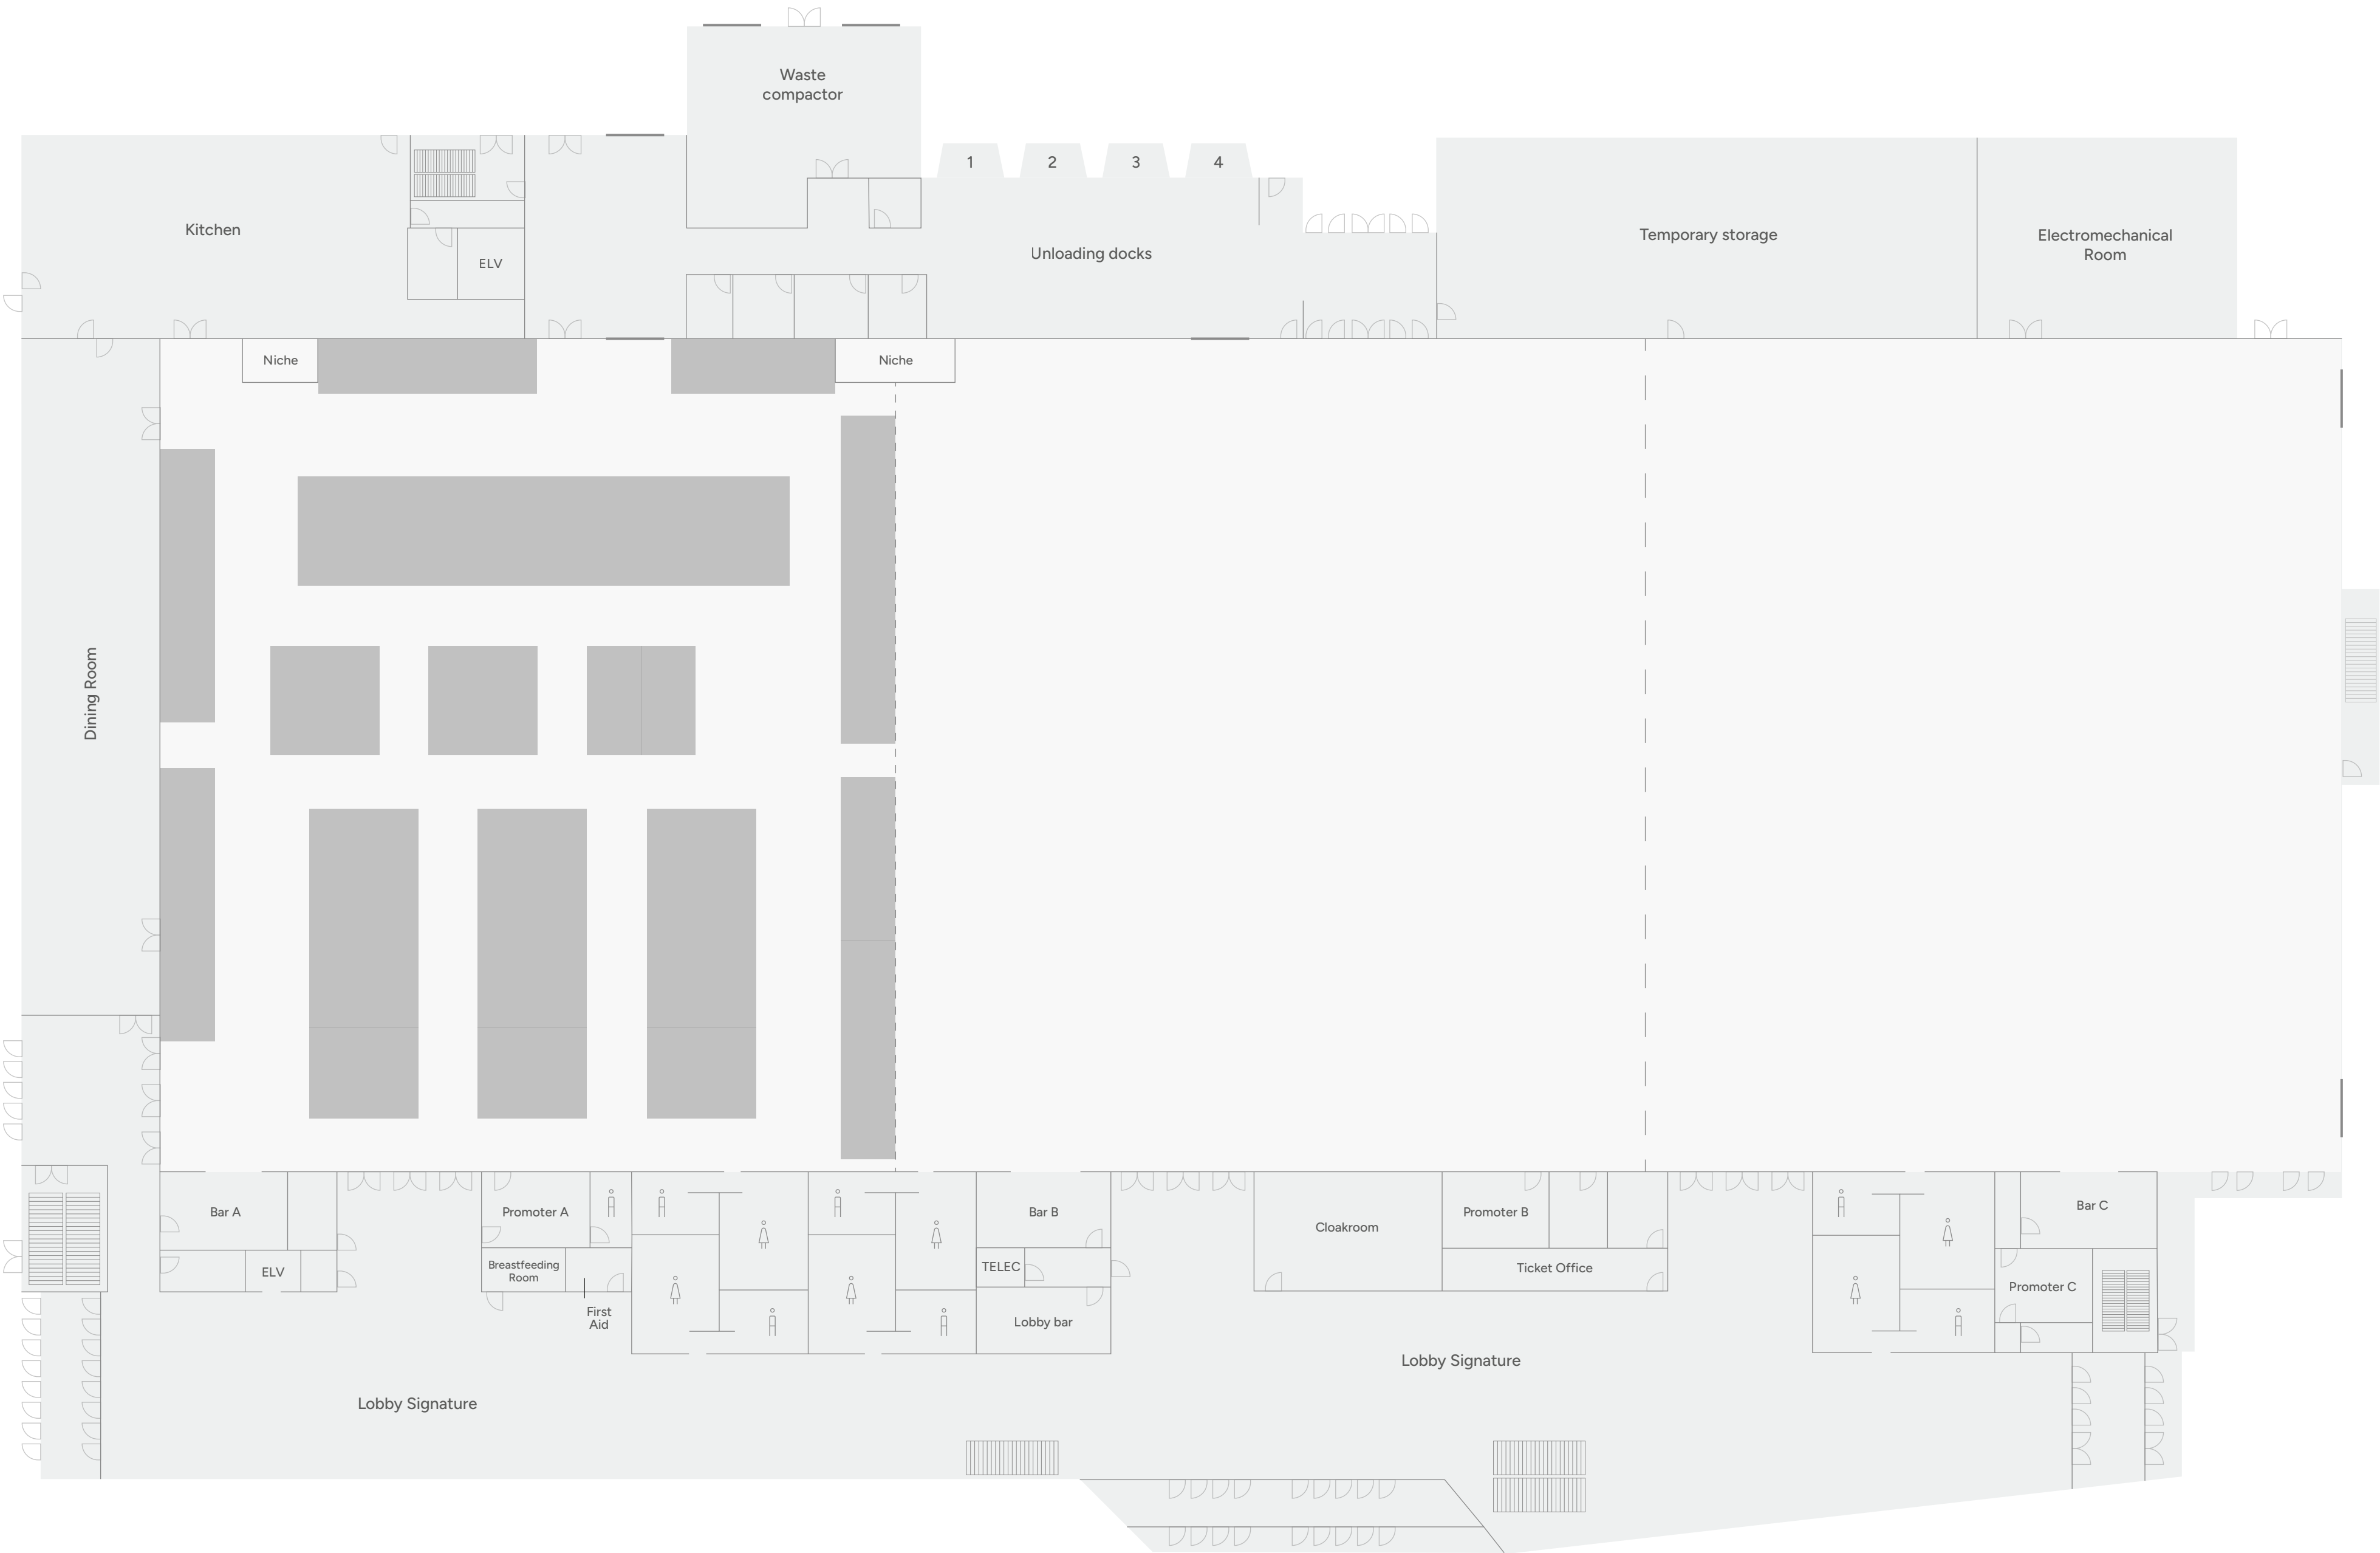 Waste
compactor
1
2
3
4
Kitchen
ELV
Unloading docks
Temporary storage
Electromechanical
Room
Niche
Niche
Dining Room
Bar A
ELV
Promoter A
Breastfeeding
Room
First
Aid
Bar B
TELEC
Lobby bar
Cloakroom
Promoter B
Ticket Office
Bar C
Promoter C
Lobby Signature
Lobby Signature